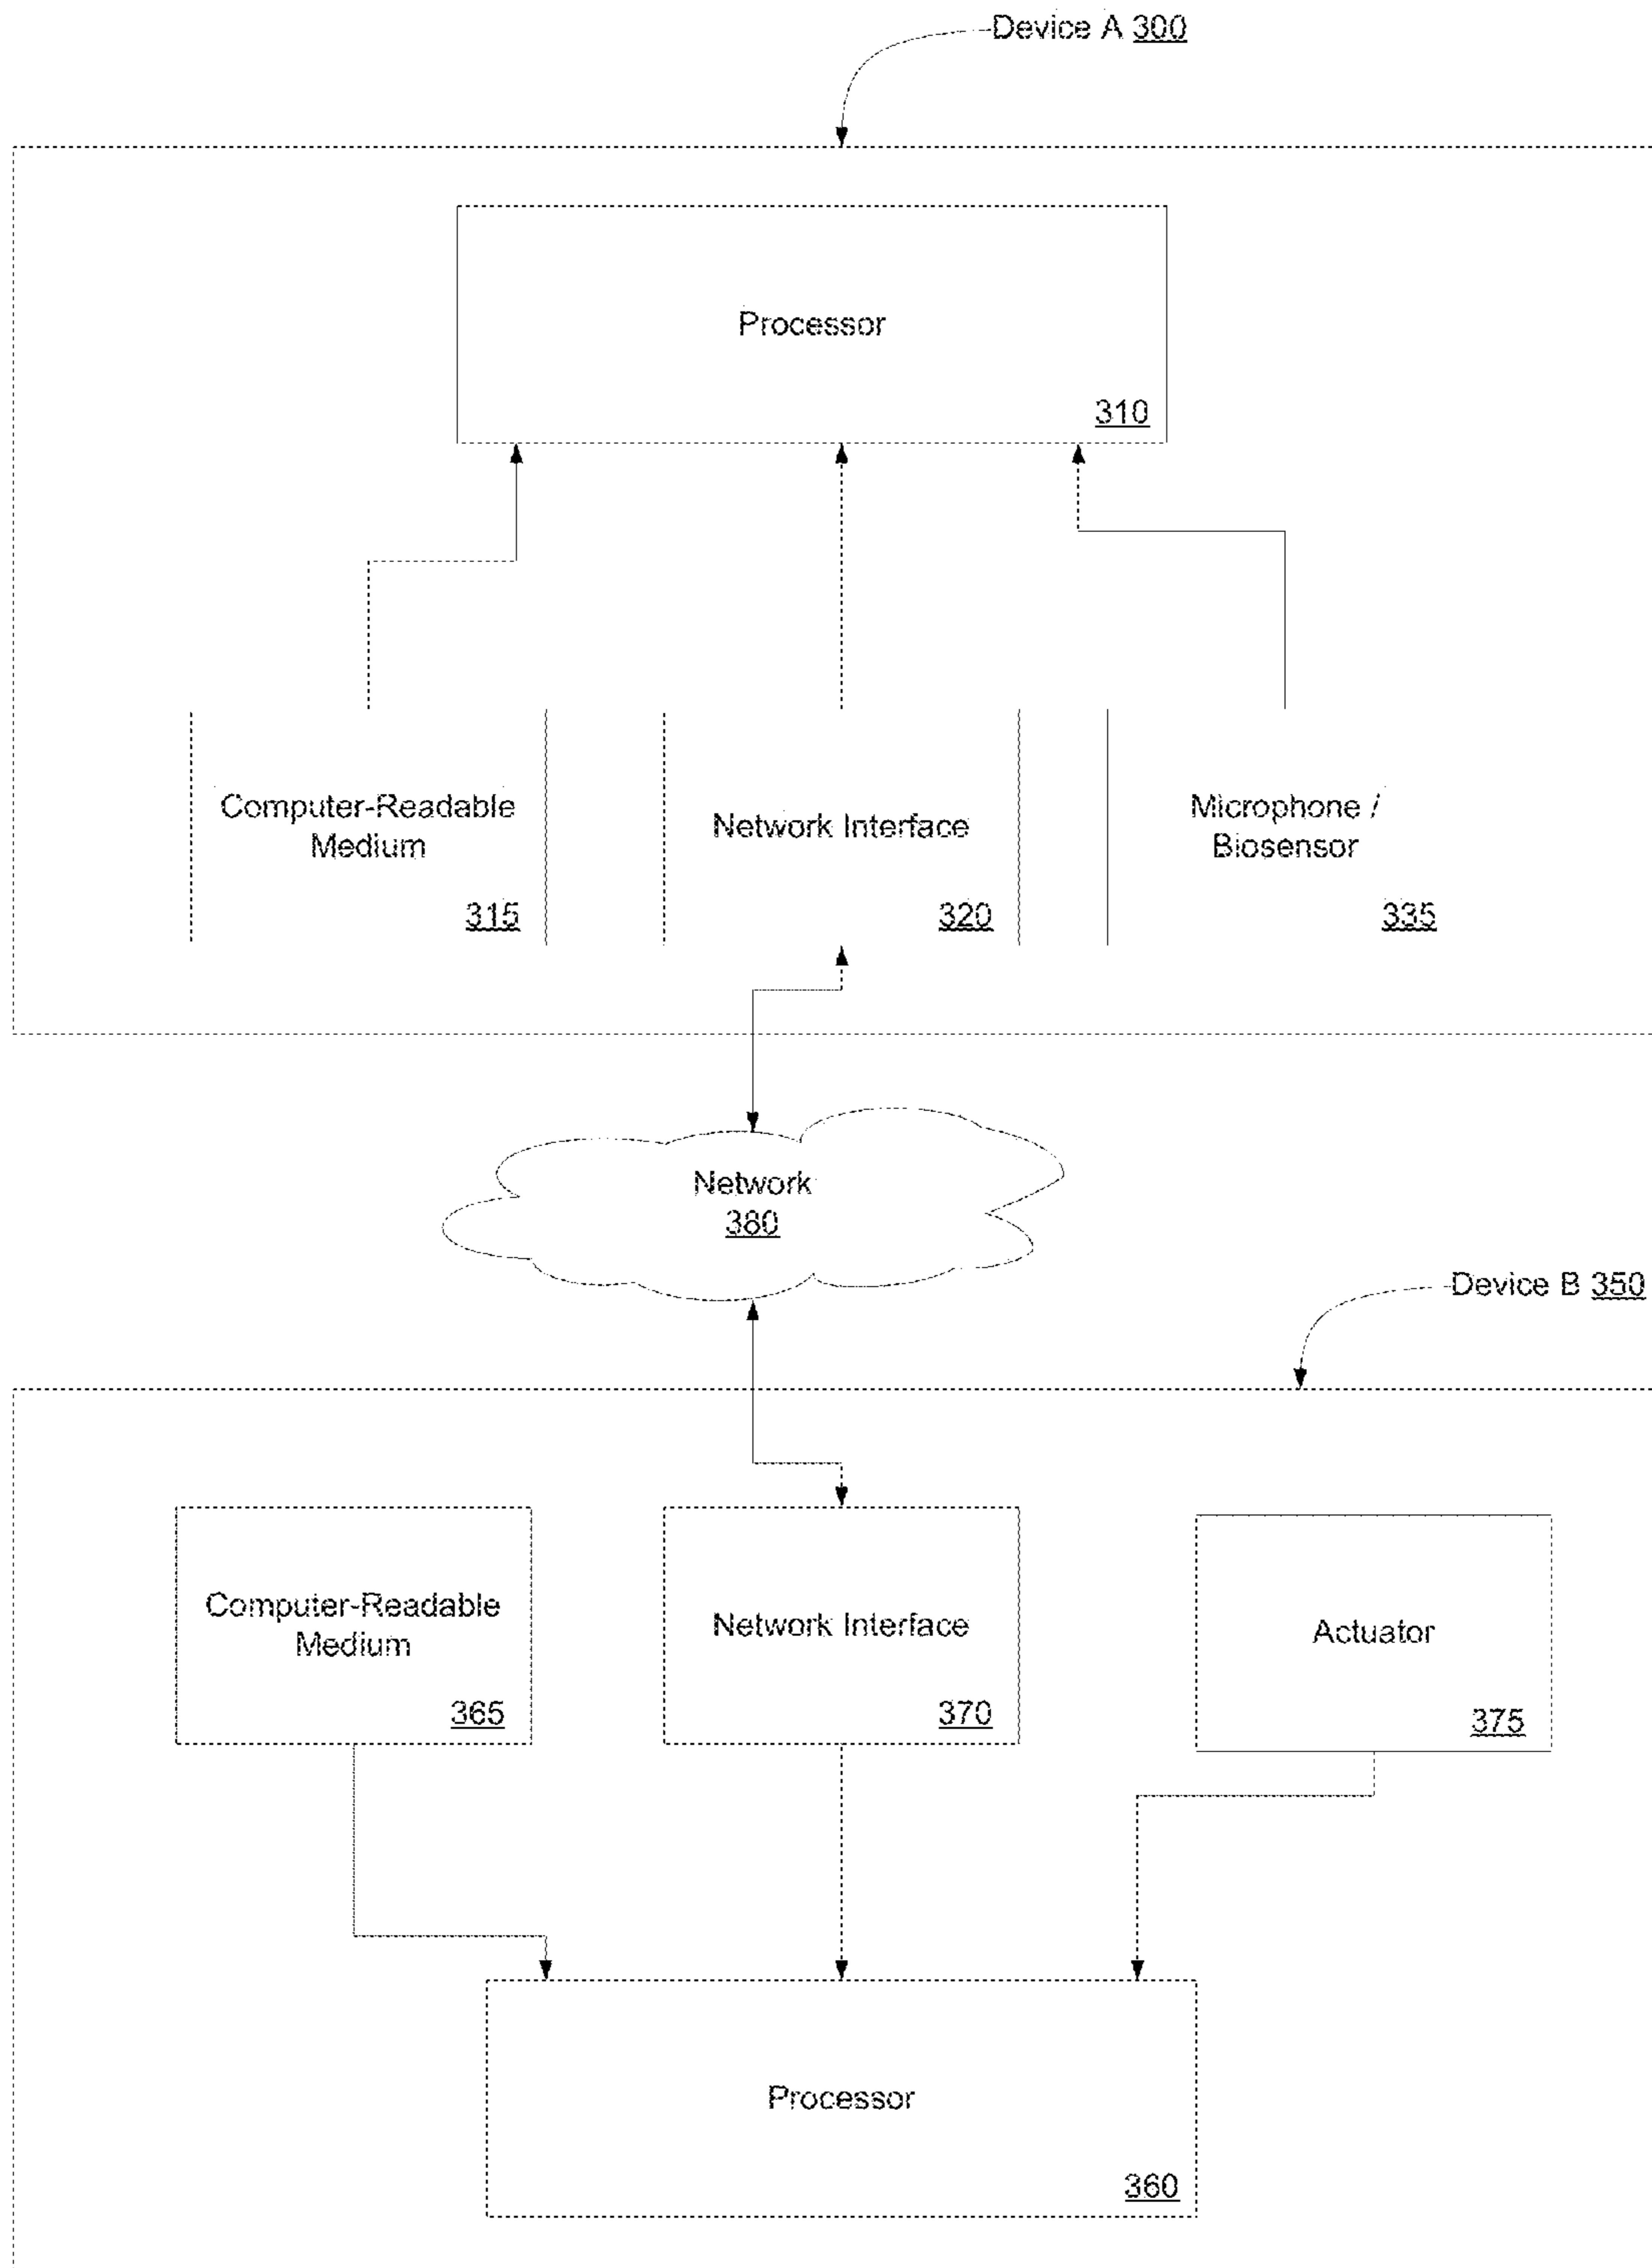 Device A 300
Processor
310
Computer-Readable
Medium
315
Network Interface
320
Microphone /
Biosensor
335
Network
380
Device B 350
Computer-Readable
Medium
365
Network Interface
370
Actuator
375
Processor
360